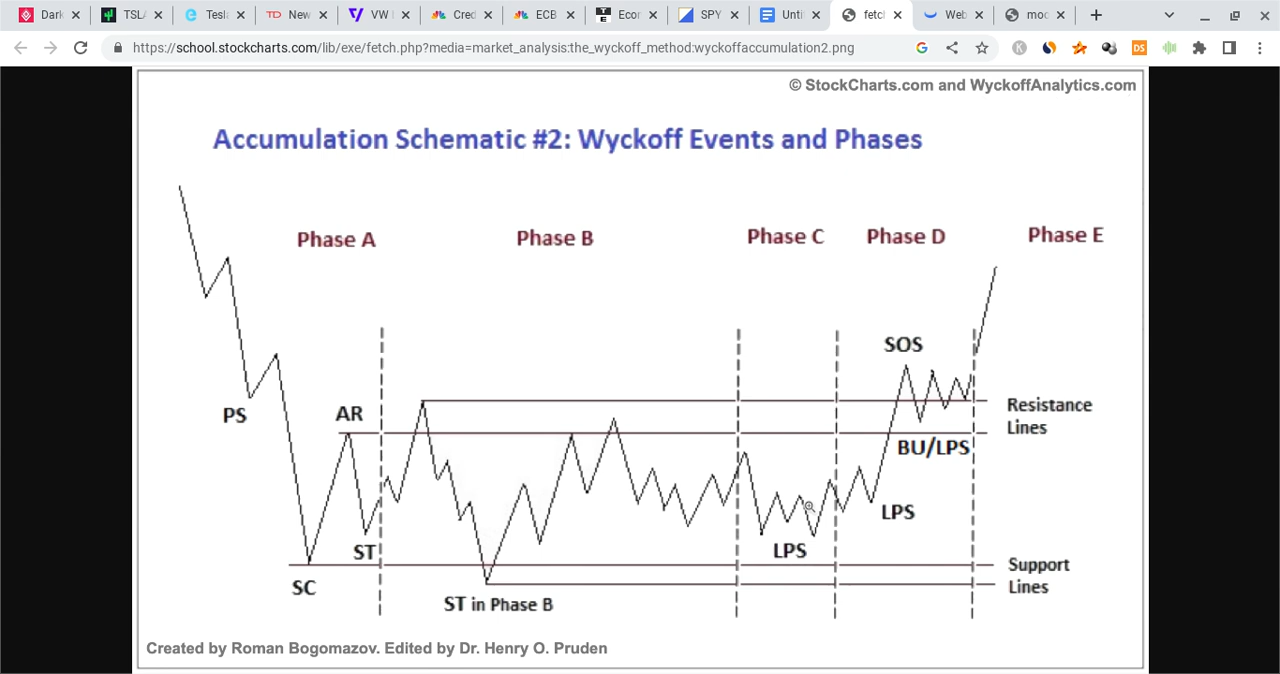 Dark
TSLA
Tesla
New
VW
Cred
ECB
Econ
SPY
Unti
fetc
Web
moc
https://school.stockcharts.com/lib/exe/fetch.php?media=market_analysis:the_wyckoff_method:wyckoffaccumulation2.png
© StockCharts.com and WyckoffAnalytics.com
Accumulation Schematic #2: Wyckoff Events and Phases
Phase A Phase B Phase C Phase D Phase E
SOS
PS AR Resistance
Lines
BU/LPS
LPS
ST LPS
SC
Support
Lines
ST in Phase B
Created by Roman Bogomazov. Edited by Dr. Henry O. Pruden